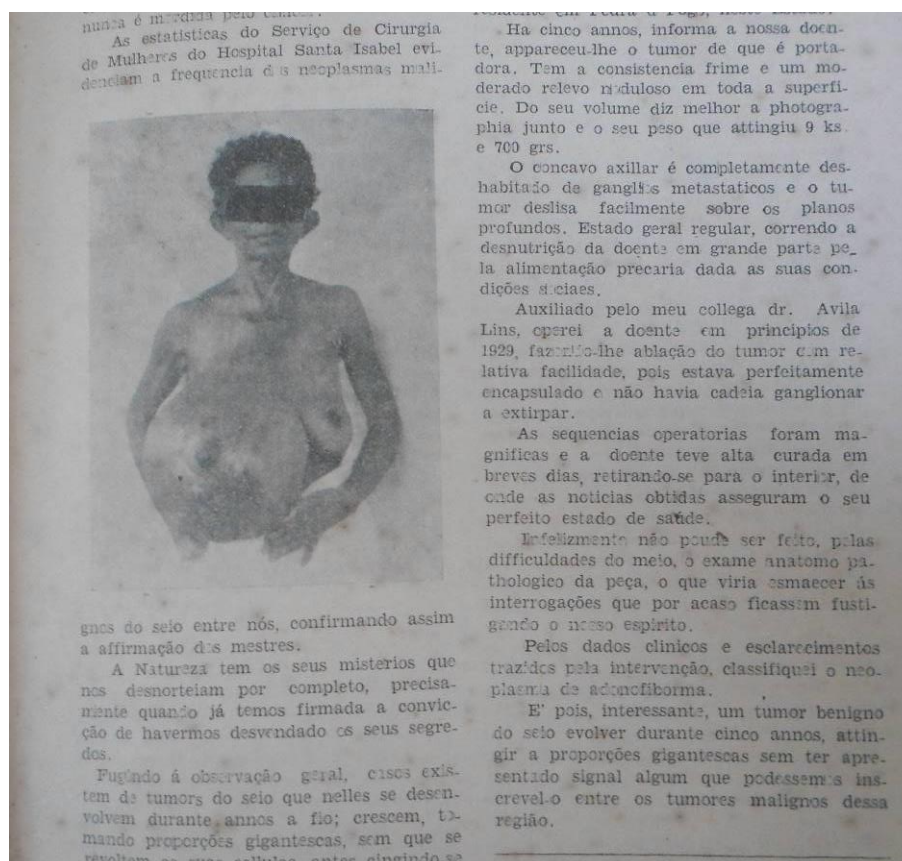 nunca é mordida pelo cancer.
As estatisticas do Serviço de Cirurgia
de Mulheres do Hospital Santa Isabel evi-
denciam a frequencia dos neoplasmas mali-
gnos do seio entre nós, confirmando assim
a affirmação dos mestres.
A Natureza tem os seus misterios que
nos desnorteiam por completo, precisa-
mente quando já temos firmada a convic-
ção de havermos desvendado os seus segre-
dos.
Fugindo á observação geral, casos exis-
tem de tumors do seio que nelles se desen-
volvem durante annos a fio; crescem, to-
mando proporções gigantescas, sem que se
revoltem as suas cellulas, antes
Ha cinco annos, informa a nossa doen-
te, appareceu-lhe o tumor de que é porta-
dora. Tem a consistencia frime e um mo-
derado relevo noduloso em toda a superfi-
cie. Do seu volume diz melhor a photogra-
phia junto e o seu peso que attingiu 9 ks.
e 700 grs.
O concavo axillar é completamente des-
habitado de ganglios metastaticos e o tu-
mor deslisa facilmente sobre os planos
profundos. Estado geral regular, correndo a
desnutrição da doente em grande parte pe_
la alimentação precaria dada as suas con-
dições sociaes.
Auxiliado pelo meu collega dr. Avila
Lins, operei a doente em principios de
1929, fazendo-lhe ablação do tumor com re-
lativa facilidade, pois estava perfeitamente
encapsulado e não havia cadeia ganglionar
a extirpar.
As sequencias operatorias foram ma-
gnificas e a doente teve alta curada em
breves dias, retirando-se para o interior, de
onde as noticias obtidas asseguram o seu
perfeito estado de saúde.
Enfelizmente não poude ser feito, pelas
difficuldades do meio, o exame anatomo pa-
thologico da peça, o que viria esmaecer ás
interrogações que por acaso ficassem fusti-
gando o nosso espirito.
Pelos dados clinicos e esclarecimentos
trazidos pela intervenção, classifiquei o neo-
plasma de adenofiborma.
E' pois, interessante, um tumor benigno
do seio evolver durante cinco annos, attin-
gir a proporções gigantescas sem ter apre-
sentado signal algum que podessemos ins-
crevel-o entre os tumores malignos dessa
região.